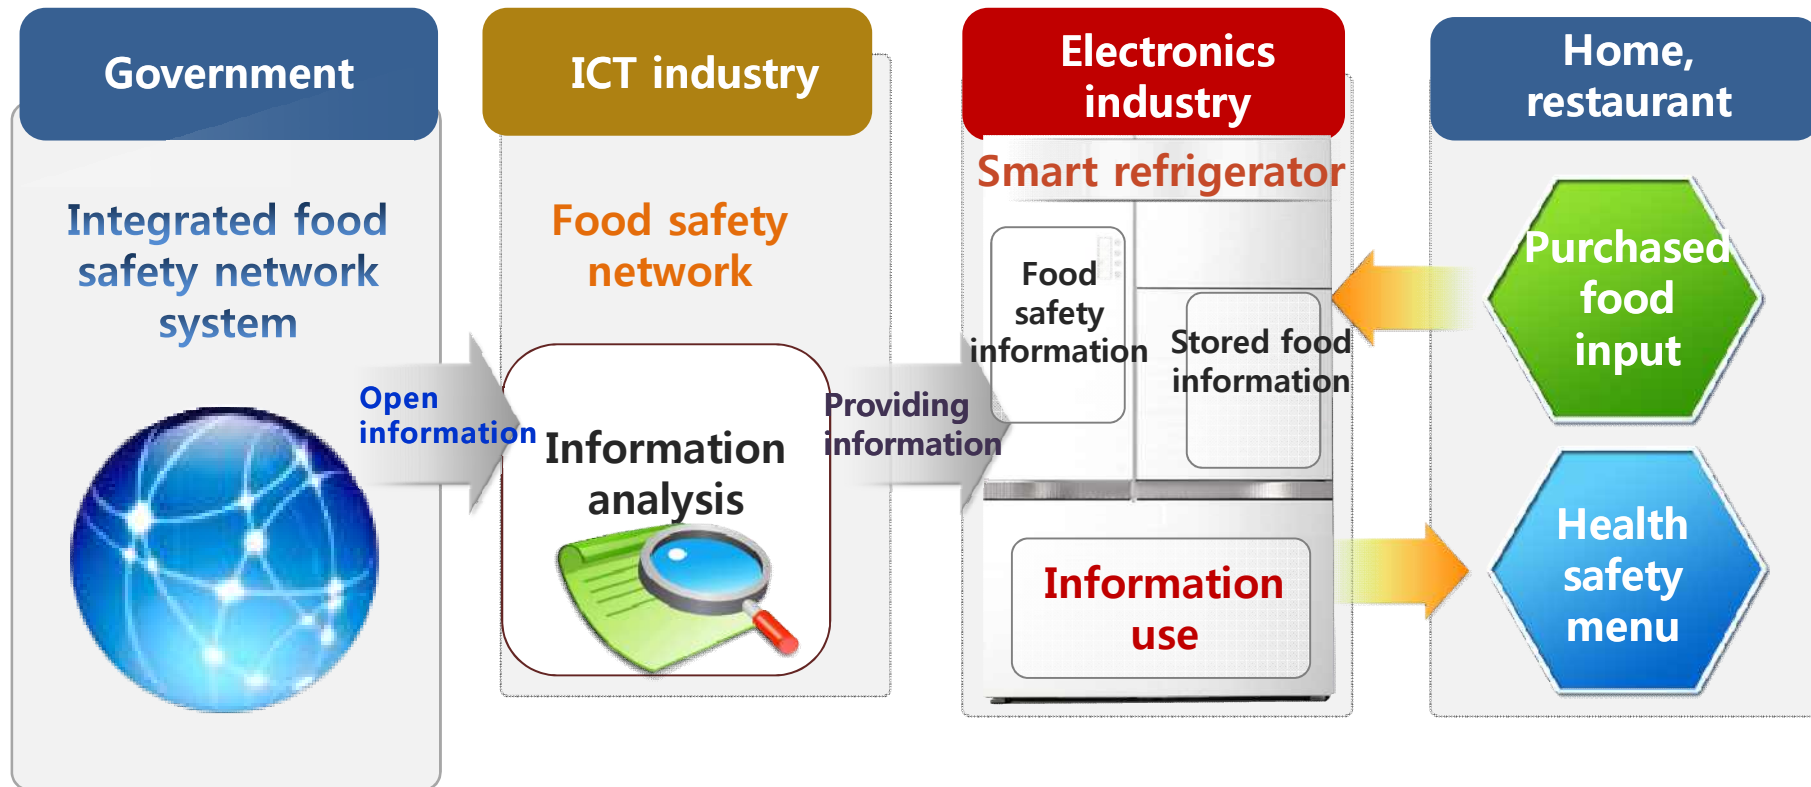 Government
Integrated food
safety network
system
Open
information
ICT industry
Food safety
network
Information
analysis
Providing
information
Electronics
industry
Smart refrigerator
Food
safety
information
Stored food
information
Information
use
Home,
restaurant
Purchased
food
input
Health
safety
menu